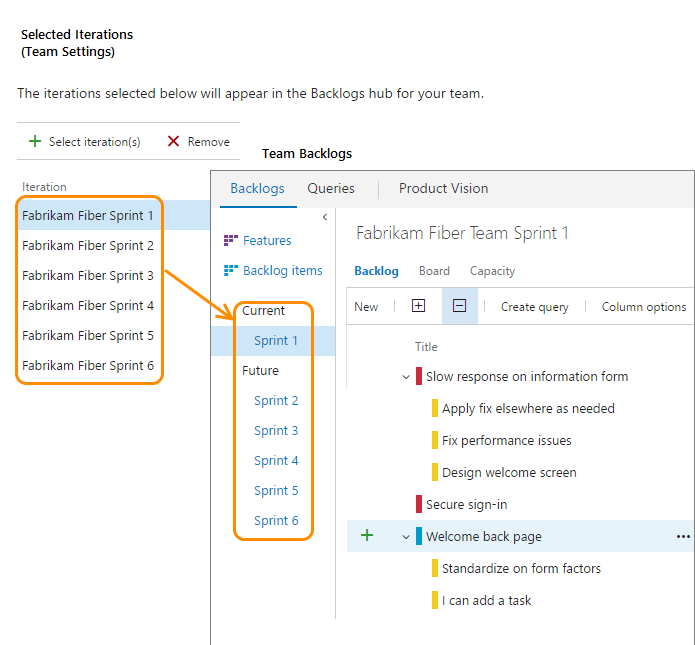 Selected Iterations
(Team Settings)
The iterations selected below will appear in the Backlogs hub for your team.
Select iteration(s) Remove
Iteration
Fabrikam Fiber Sprint 1
Fabrikam Fiber Sprint 2
Fabrikam Fiber Sprint 3
Fabrikam Fiber Sprint 4
Fabrikam Fiber Sprint 5
Fabrikam Fiber Sprint 6
Team Backlogs
Backlogs Queries Product Vision
Features
Backlog items
Current
Sprint 1
Future
Sprint 2
Sprint 3
Sprint 4
Sprint 5
Sprint 6
Fabrikam Fiber Team Sprint 1
Backlog Board Capacity
New Create query Column options
Title
Slow response on information form
Apply fix elsewhere as needed
Fix performance issues
Design welcome screen
Secure sign-in
Welcome back page
Standardize on form factors
I can add a task